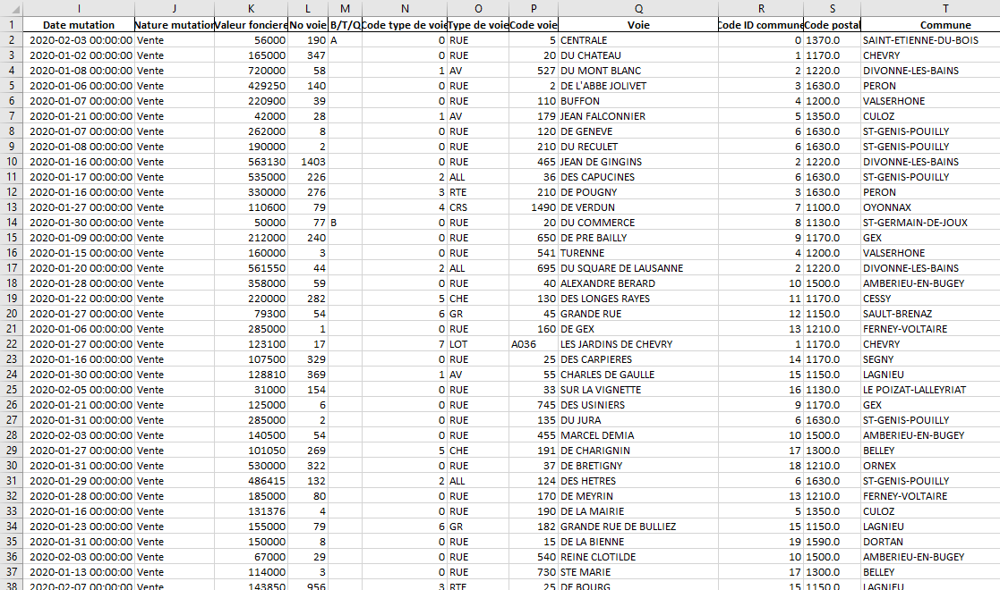 I J K L M N O P Q R S T
1 Date mutation Nature mutation Valeur fonciere No voie B/T/Q Code type de voie Type de voie Code voie Voie Code ID commune Code postal Commune
2 2020-02-03 00:00:00 Vente 56000 190 A 0 RUE 5 CENTRALE 0 1370.0 SAINT-ETIENNE-DU-BOIS
3 2020-01-02 00:00:00 Vente 165000 347 0 RUE 20 DU CHATEAU 1 1170.0 CHEVRY
4 2020-01-08 00:00:00 Vente 720000 58 1 AV 527 DU MONT BLANC 2 1220.0 DIVONNE-LES-BAINS
5 2020-01-06 00:00:00 Vente 429250 140 0 RUE 2 DE L'ABBE JOLIVET 3 1630.0 PERON
6 2020-01-07 00:00:00 Vente 220900 39 0 RUE 110 BUFFON 4 1200.0 VALSERHONE
7 2020-01-21 00:00:00 Vente 42000 28 1 AV 179 JEAN FALCONNIER 5 1350.0 CULOZ
8 2020-01-07 00:00:00 Vente 262000 8 0 RUE 120 DE GENEVE 6 1630.0 ST-GENIS-POUILLY
9 2020-01-08 00:00:00 Vente 190000 2 0 RUE 210 DU RECULET 6 1630.0 ST-GENIS-POUILLY
10 2020-01-16 00:00:00 Vente 563130 1403 0 RUE 465 JEAN DE GINGINS 2 1220.0 DIVONNE-LES-BAINS
11 2020-01-17 00:00:00 Vente 535000 226 2 ALL 36 DES CAPUCINES 6 1630.0 ST-GENIS-POUILLY
12 2020-01-16 00:00:00 Vente 330000 276 3 RTE 210 DE POUGNY 3 1630.0 PERON
13 2020-01-27 00:00:00 Vente 110600 79 4 CRS 1490 DE VERDUN 7 1100.0 OYONNAX
14 2020-01-30 00:00:00 Vente 50000 77 B 0 RUE 20 DU COMMERCE 8 1130.0 ST-GERMAIN-DE-JOUX
15 2020-01-09 00:00:00 Vente 212000 240 0 RUE 650 DE PRE BAILLY 9 1170.0 GEX
16 2020-01-15 00:00:00 Vente 160000 3 0 RUE 541 TURENNE 4 1200.0 VALSERHONE
17 2020-01-20 00:00:00 Vente 561550 44 2 ALL 695 DU SQUARE DE LAUSANNE 2 1220.0 DIVONNE-LES-BAINS
18 2020-01-28 00:00:00 Vente 358000 59 0 RUE 40 ALEXANDRE BERARD 10 1500.0 AMBERIEU-EN-BUGEY
19 2020-01-22 00:00:00 Vente 220000 282 5 CHE 130 DES LONGES RAYES 11 1170.0 CESSY
20 2020-01-27 00:00:00 Vente 79300 54 6 GR 45 GRANDE RUE 12 1150.0 SAULT-BRENAZ
21 2020-01-06 00:00:00 Vente 285000 1 0 RUE 160 DE GEX 13 1210.0 FERNEY-VOLTAIRE
22 2020-01-27 00:00:00 Vente 123100 17 7 LOT A036 LES JARDINS DE CHEVRY 1 1170.0 CHEVRY
23 2020-01-16 00:00:00 Vente 107500 329 0 RUE 25 DES CARPIERES 14 1170.0 SEGNY
24 2020-01-30 00:00:00 Vente 128810 369 1 AV 55 CHARLES DE GAULLE 15 1150.0 LAGNIEU
25 2020-02-05 00:00:00 Vente 31000 154 0 RUE 33 SUR LA VIGNETTE 16 1130.0 LE POIZAT-LALLEYRIAT
26 2020-01-21 00:00:00 Vente 125000 6 0 RUE 745 DES USINIERS 9 1170.0 GEX
27 2020-01-31 00:00:00 Vente 285000 2 0 RUE 135 DU JURA 6 1630.0 ST-GENIS-POUILLY
28 2020-02-03 00:00:00 Vente 140500 54 0 RUE 455 MARCEL DEMIA 10 1500.0 AMBERIEU-EN-BUGEY
29 2020-01-27 00:00:00 Vente 101050 269 5 CHE 191 DE CHARIGNIN 17 1300.0 BELLEY
30 2020-01-31 00:00:00 Vente 530000 322 0 RUE 37 DE BRETIGNY 18 1210.0 ORNEX
31 2020-01-29 00:00:00 Vente 486415 132 2 ALL 124 DES HETRES 6 1630.0 ST-GENIS-POUILLY
32 2020-01-28 00:00:00 Vente 185000 80 0 RUE 170 DE MEYRIN 13 1210.0 FERNEY-VOLTAIRE
33 2020-01-16 00:00:00 Vente 131376 4 0 RUE 190 DE LA MAIRIE 5 1350.0 CULOZ
34 2020-01-23 00:00:00 Vente 155000 79 6 GR 182 GRANDE RUE DE BULLIEZ 15 1150.0 LAGNIEU
35 2020-01-31 00:00:00 Vente 150000 8 0 RUE 15 DE LA BIENNE 19 1590.0 DORTAN
36 2020-02-03 00:00:00 Vente 67000 29 0 RUE 540 REINE CLOTILDE 10 1500.0 AMBERIEU-EN-BUGEY
37 2020-01-13 00:00:00 Vente 114000 3 0 RUE 730 STE MARIE 17 1300.0 BELLEY
38 2020-02-07 00:00:00 Vente 143850 956 3 RTE 25 DE BOURG 15 1150.0 LAGNIEU